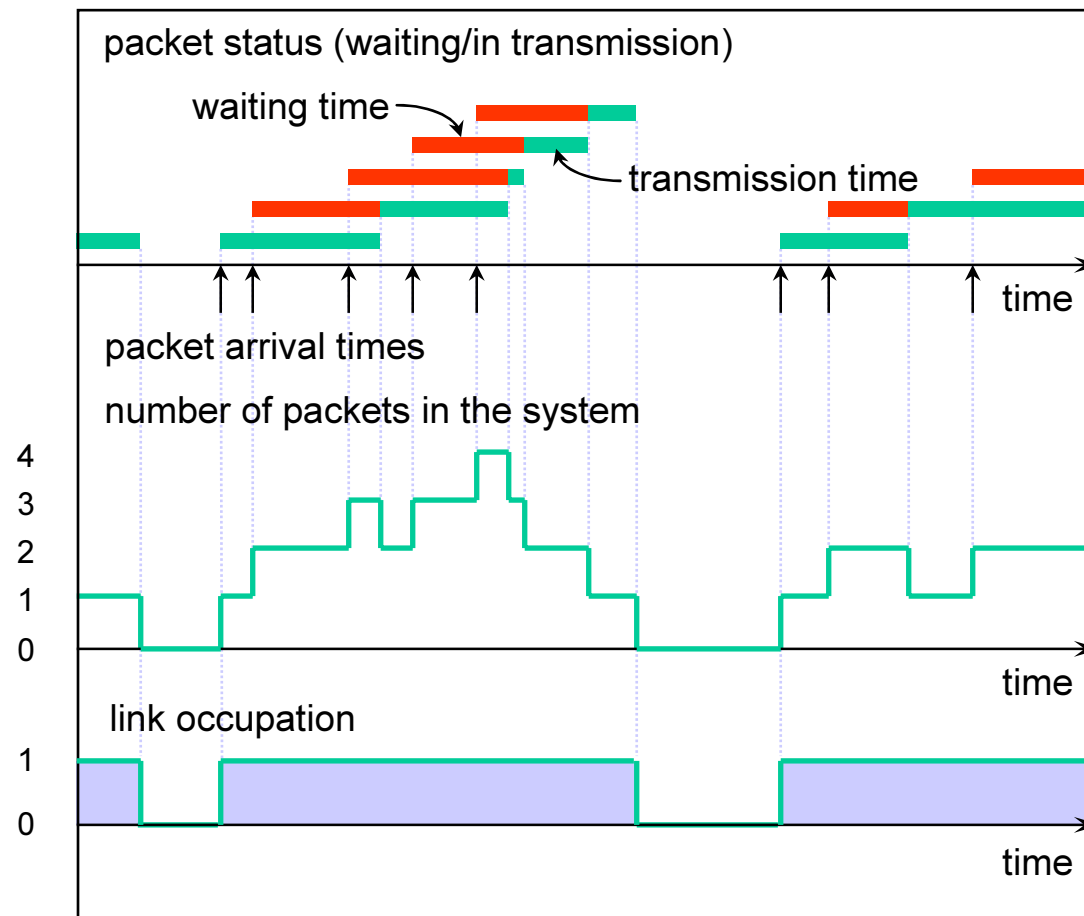 packet status (waiting/in transmission)
waiting time
transmission time
time
packet arrival times
number of packets in the system
4
3
2
1
0
time
link occupation
1
0
time